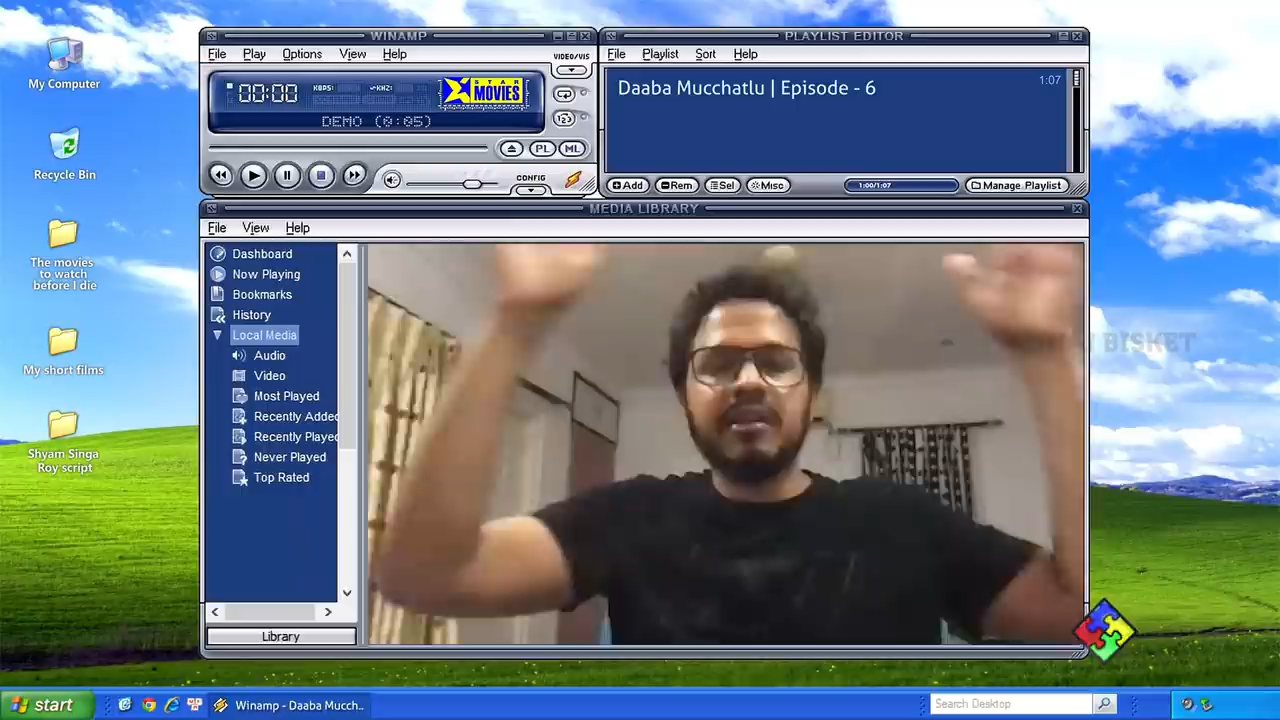 My Computer
Recycle Bin
The movies
to watch
before I die
My short films
Shyam Singa
Roy script
WINAMP
File Play Options View Help
VIDEO/VIS
00:00
KBPS: KHZ:
STAR
MOVIES
DEMO (0:05)
PL ML
CONFIG
PLAYLIST EDITOR
File Playlist Sort Help
Daaba Mucchatlu | Episode - 6 1:07
Add Rem Sel Misc 1:00/1:07 Manage Playlist
MEDIA LIBRARY
File View Help
Dashboard
Now Playing
Bookmarks
History
Local Media
Audio
Video
Most Played
Recently Added
Recently Playe
Never Played
Top Rated
Library
BISKET
start
Winamp - Daaba Mucch..
Search Desktop